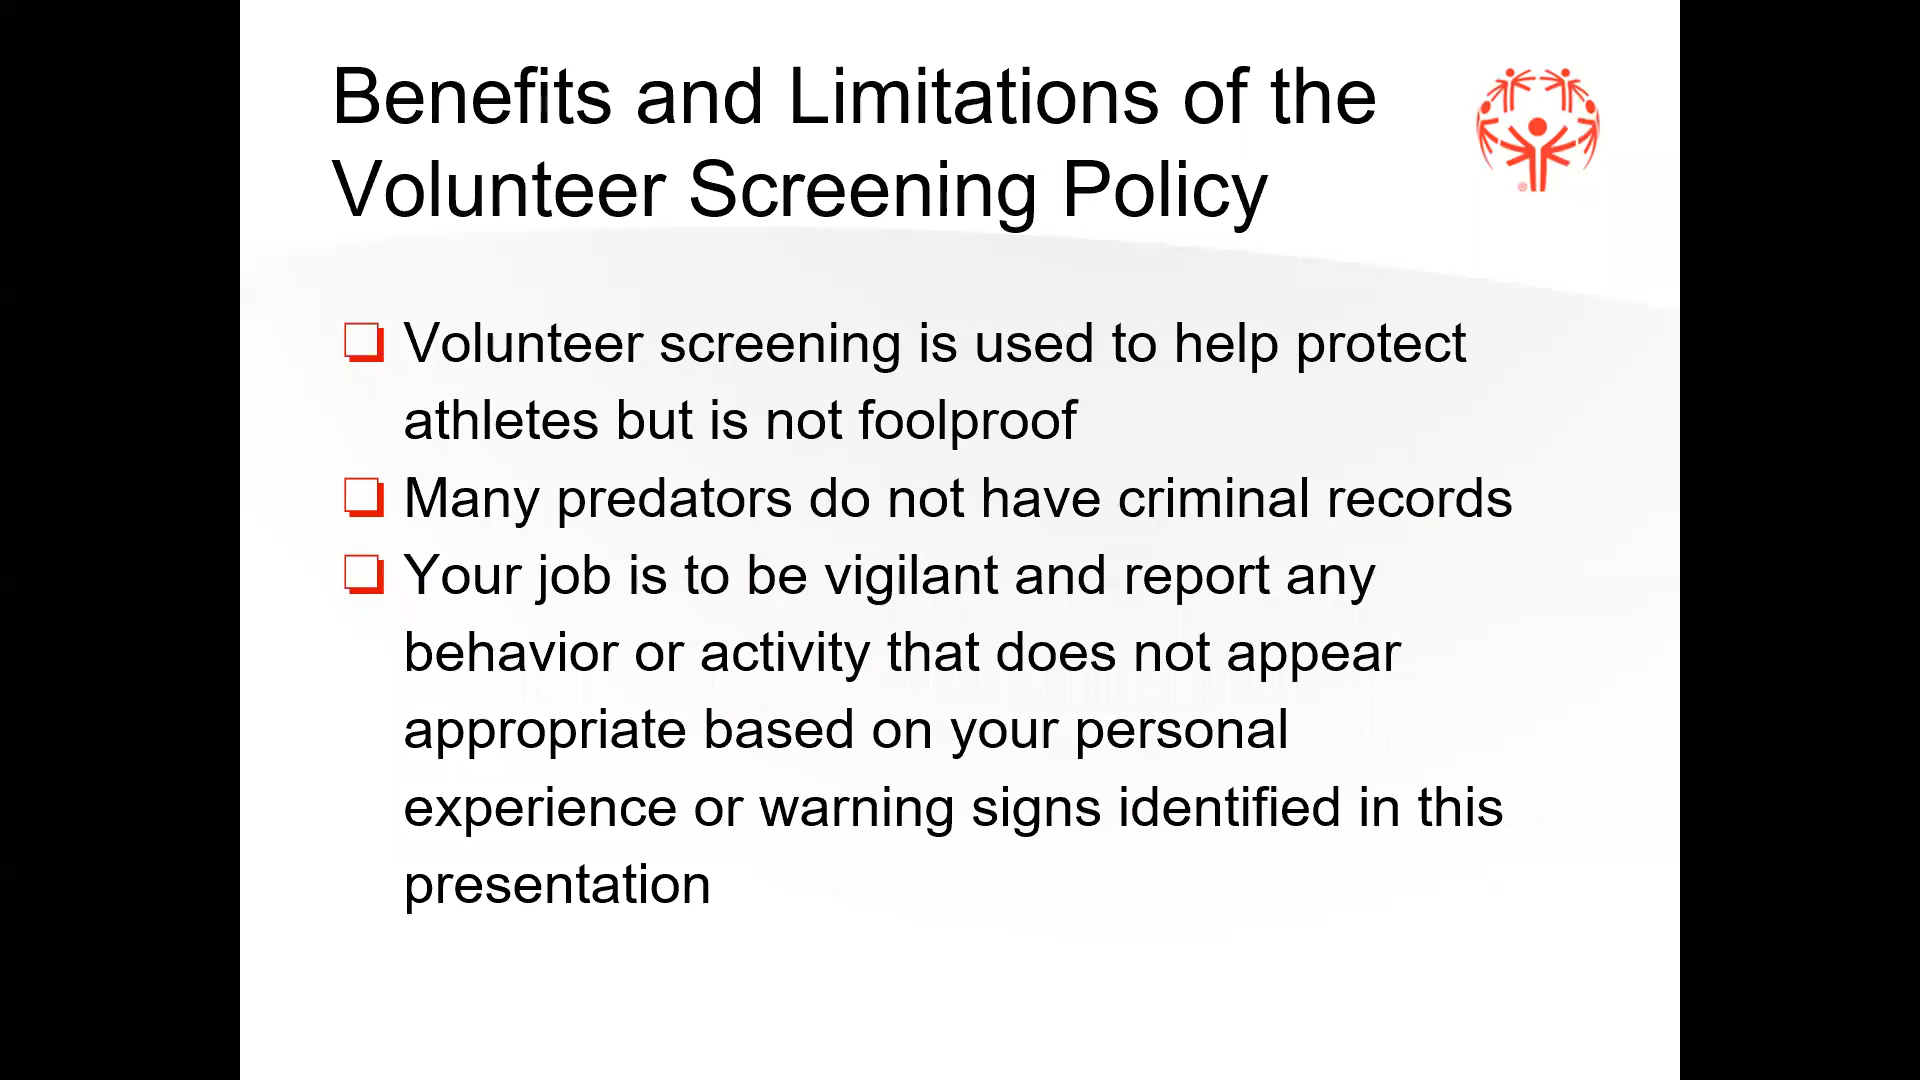 Benefits and Limitations of the
Volunteer Screening Policy
®
Volunteer screening is used to help protect
athletes but is not foolproof
Many predators do not have criminal records
Your job is to be vigilant and report any
behavior or activity that does not appear
appropriate based on your personal
experience or warning signs identified in this
presentation